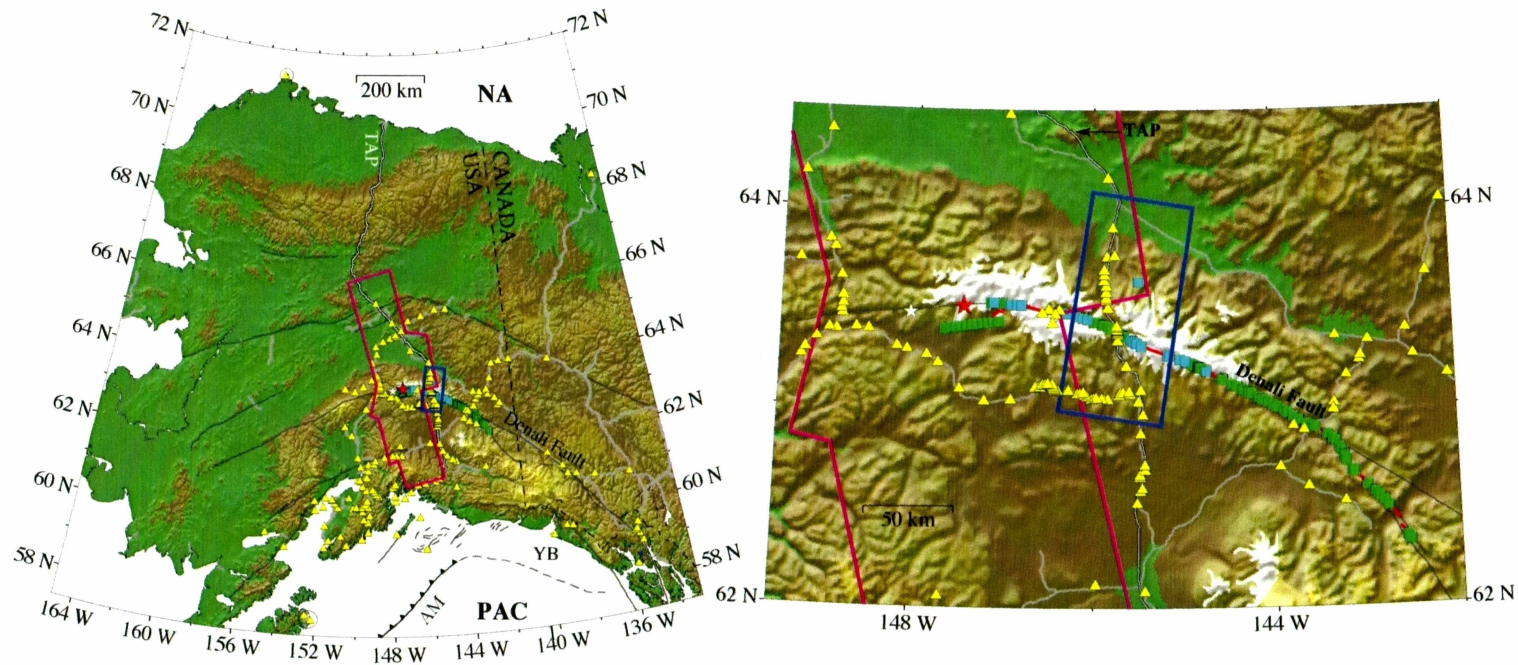 72 N
72 N
200 km
NA
70 N
70 N
TAP
CANADA
USA
68 N
68 N
66 N
66 N
64 N
64 N
62 N
62 N
Denali Fault
60 N
60 N
58 N
58 N
YB
AM
PAC
164 W
160 W
156 W
152 W
148 W
144 W
140 W
136 W
TAP
64 N
64 N
Denali Fault
50 km
62 N
62 N
148 W
144 W